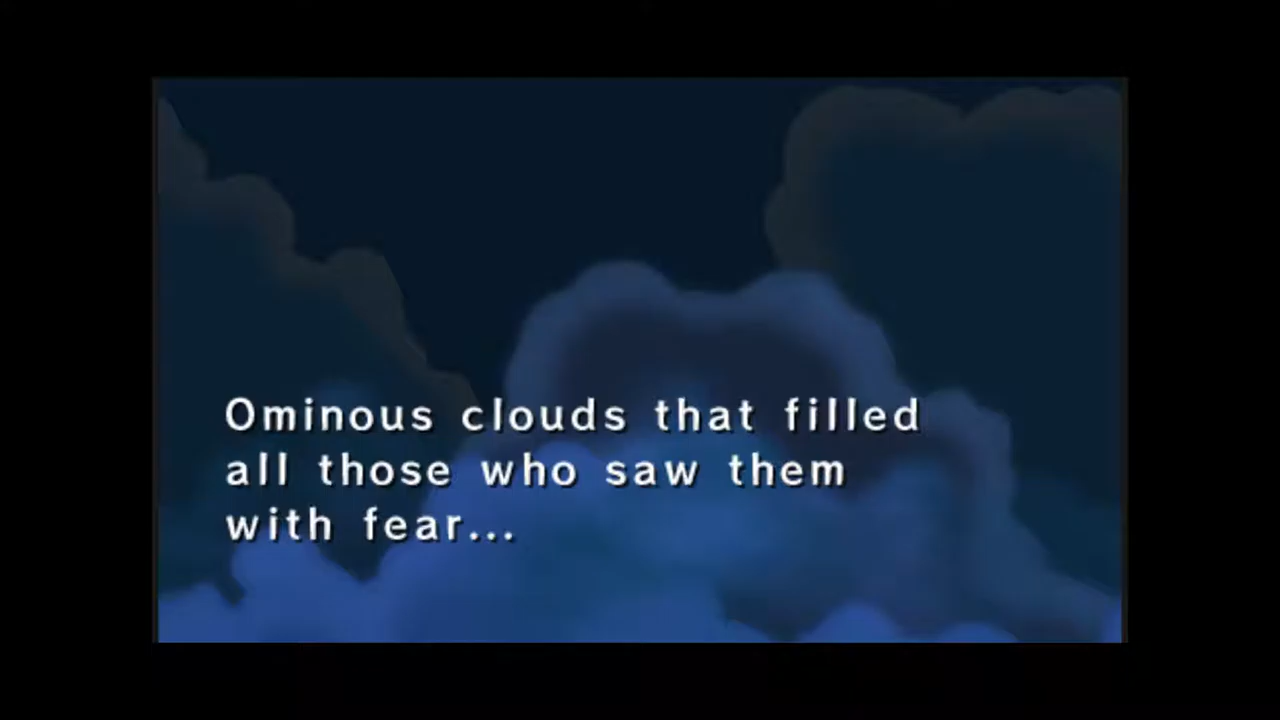 Ominous clouds that filled
all those who saw them
with fear...